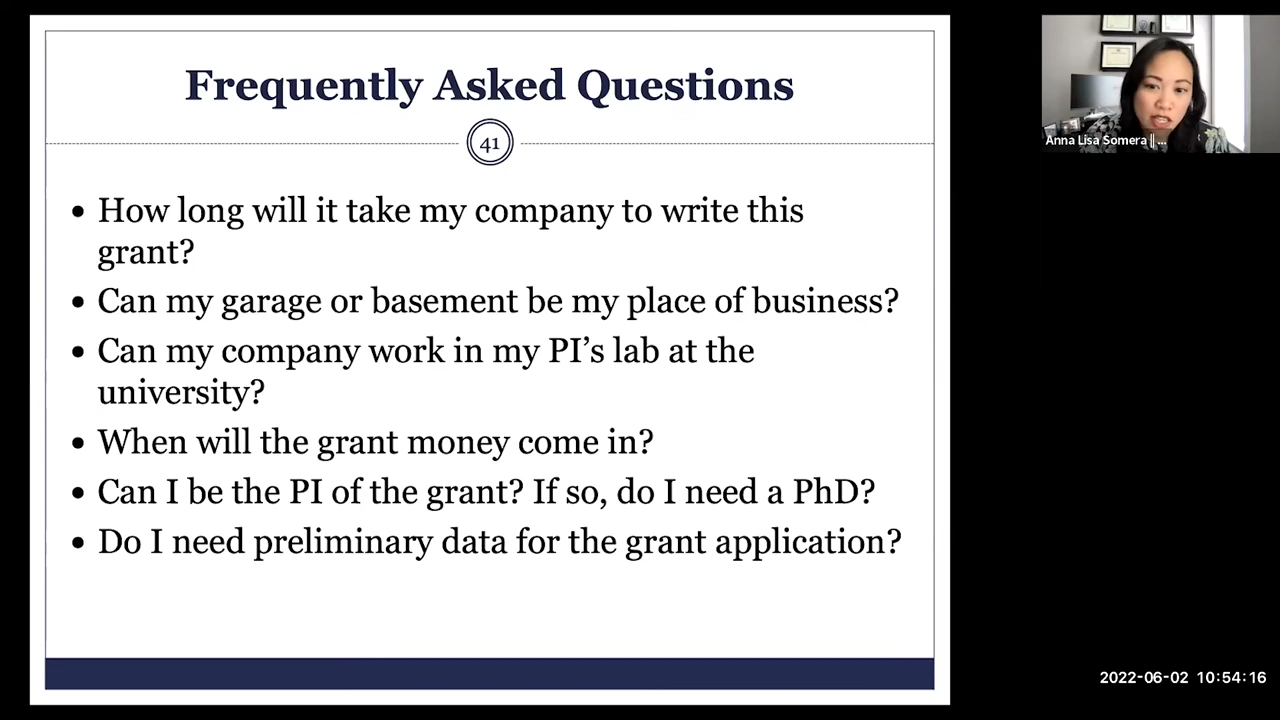 Frequently Asked Questions
41
• How long will it take my company to write this
grant?
• Can my garage or basement be my place of business?
• Can my company work in my PI’s lab at the
university?
• When will the grant money come in?
• Can I be the PI of the grant? If so, do I need a PhD?
• Do I need preliminary data for the grant application?
Anna Lisa Somera || ...
2022-06-02 10:54:16